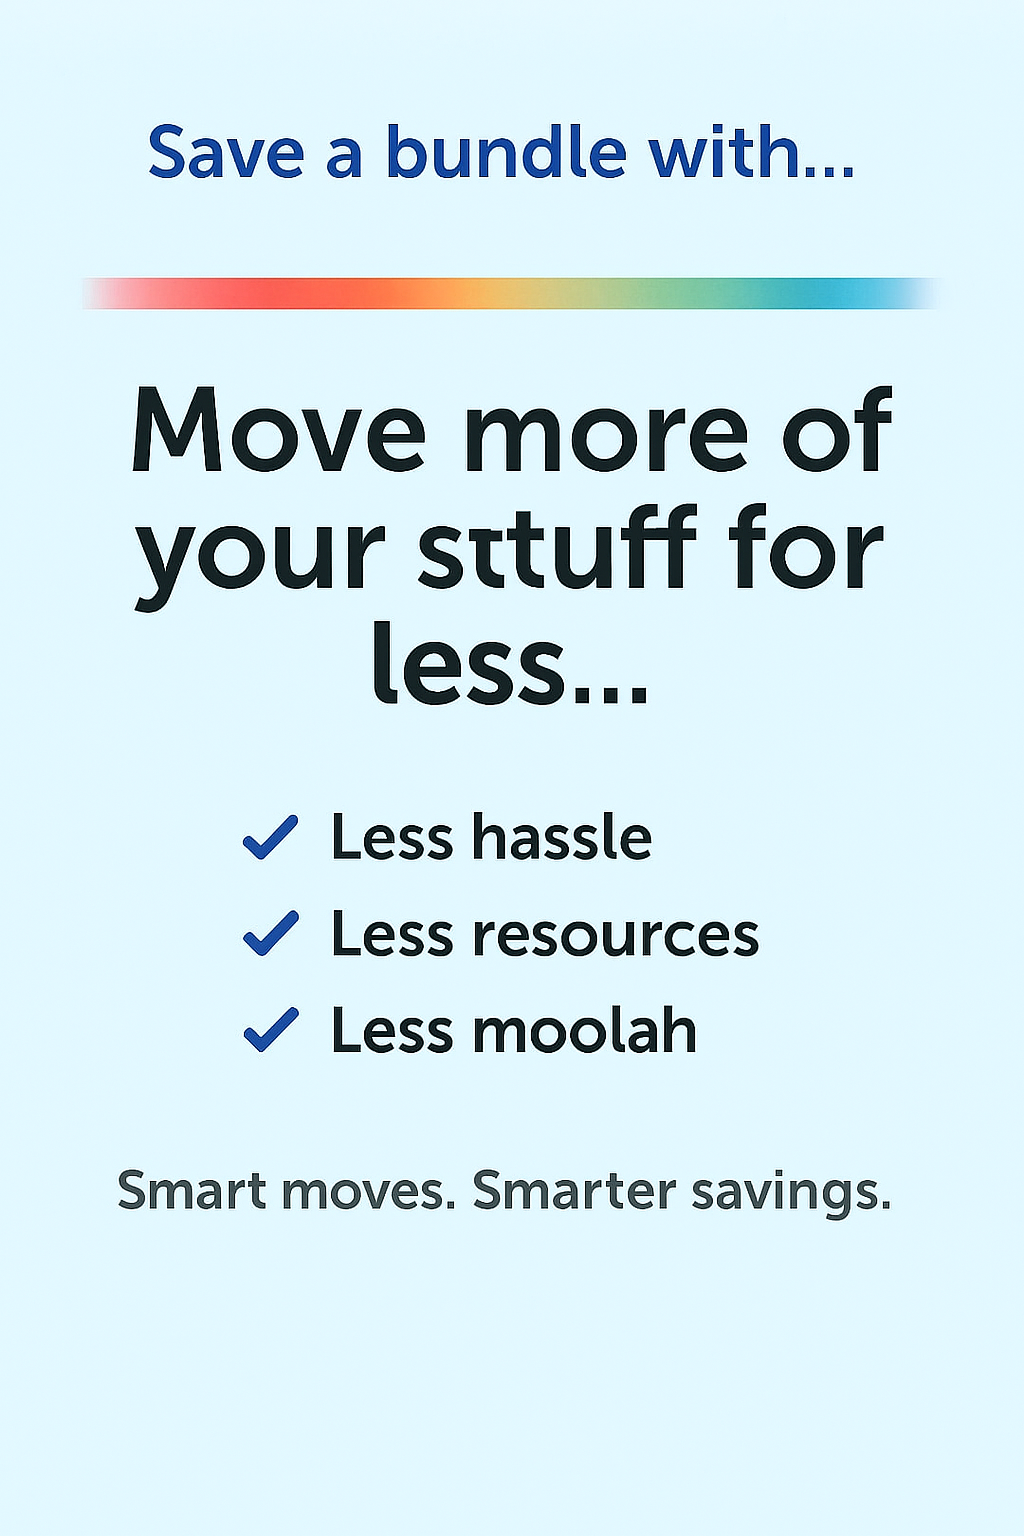 Save a bundle with...
Move more of
your sττuff for
less...
Less hassle
Less resources
Less moolah
Smart moves. Smarter savings.